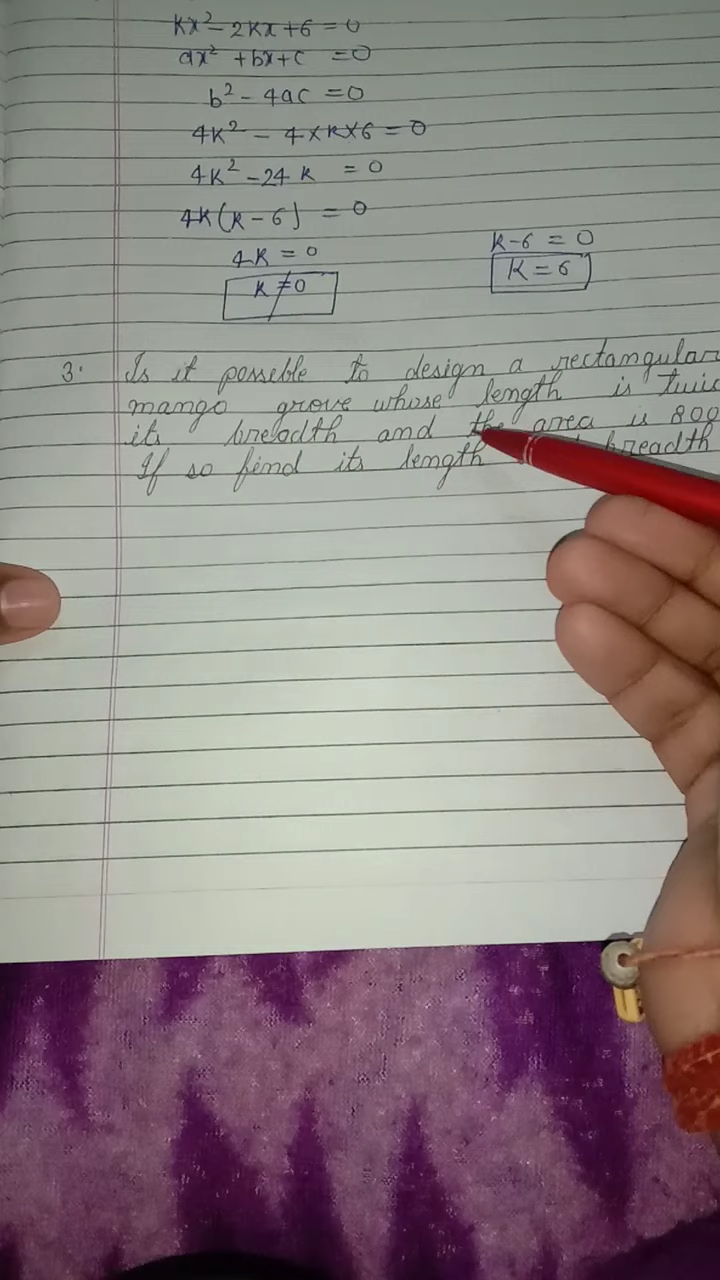 kx² - 2kx + 6 = 0
ax² + bx + c = 0
b² - 4ac = 0
4k² - 4 × k × 6 = 0
4k² - 24 k = 0
4k (k - 6) = 0
4k = 0 k - 6 = 0
k ≠ 0 k = 6
3. Is it possible to design a rectangular
mango grove whose length is
its breadth and the area is 800
If so find its length breadth